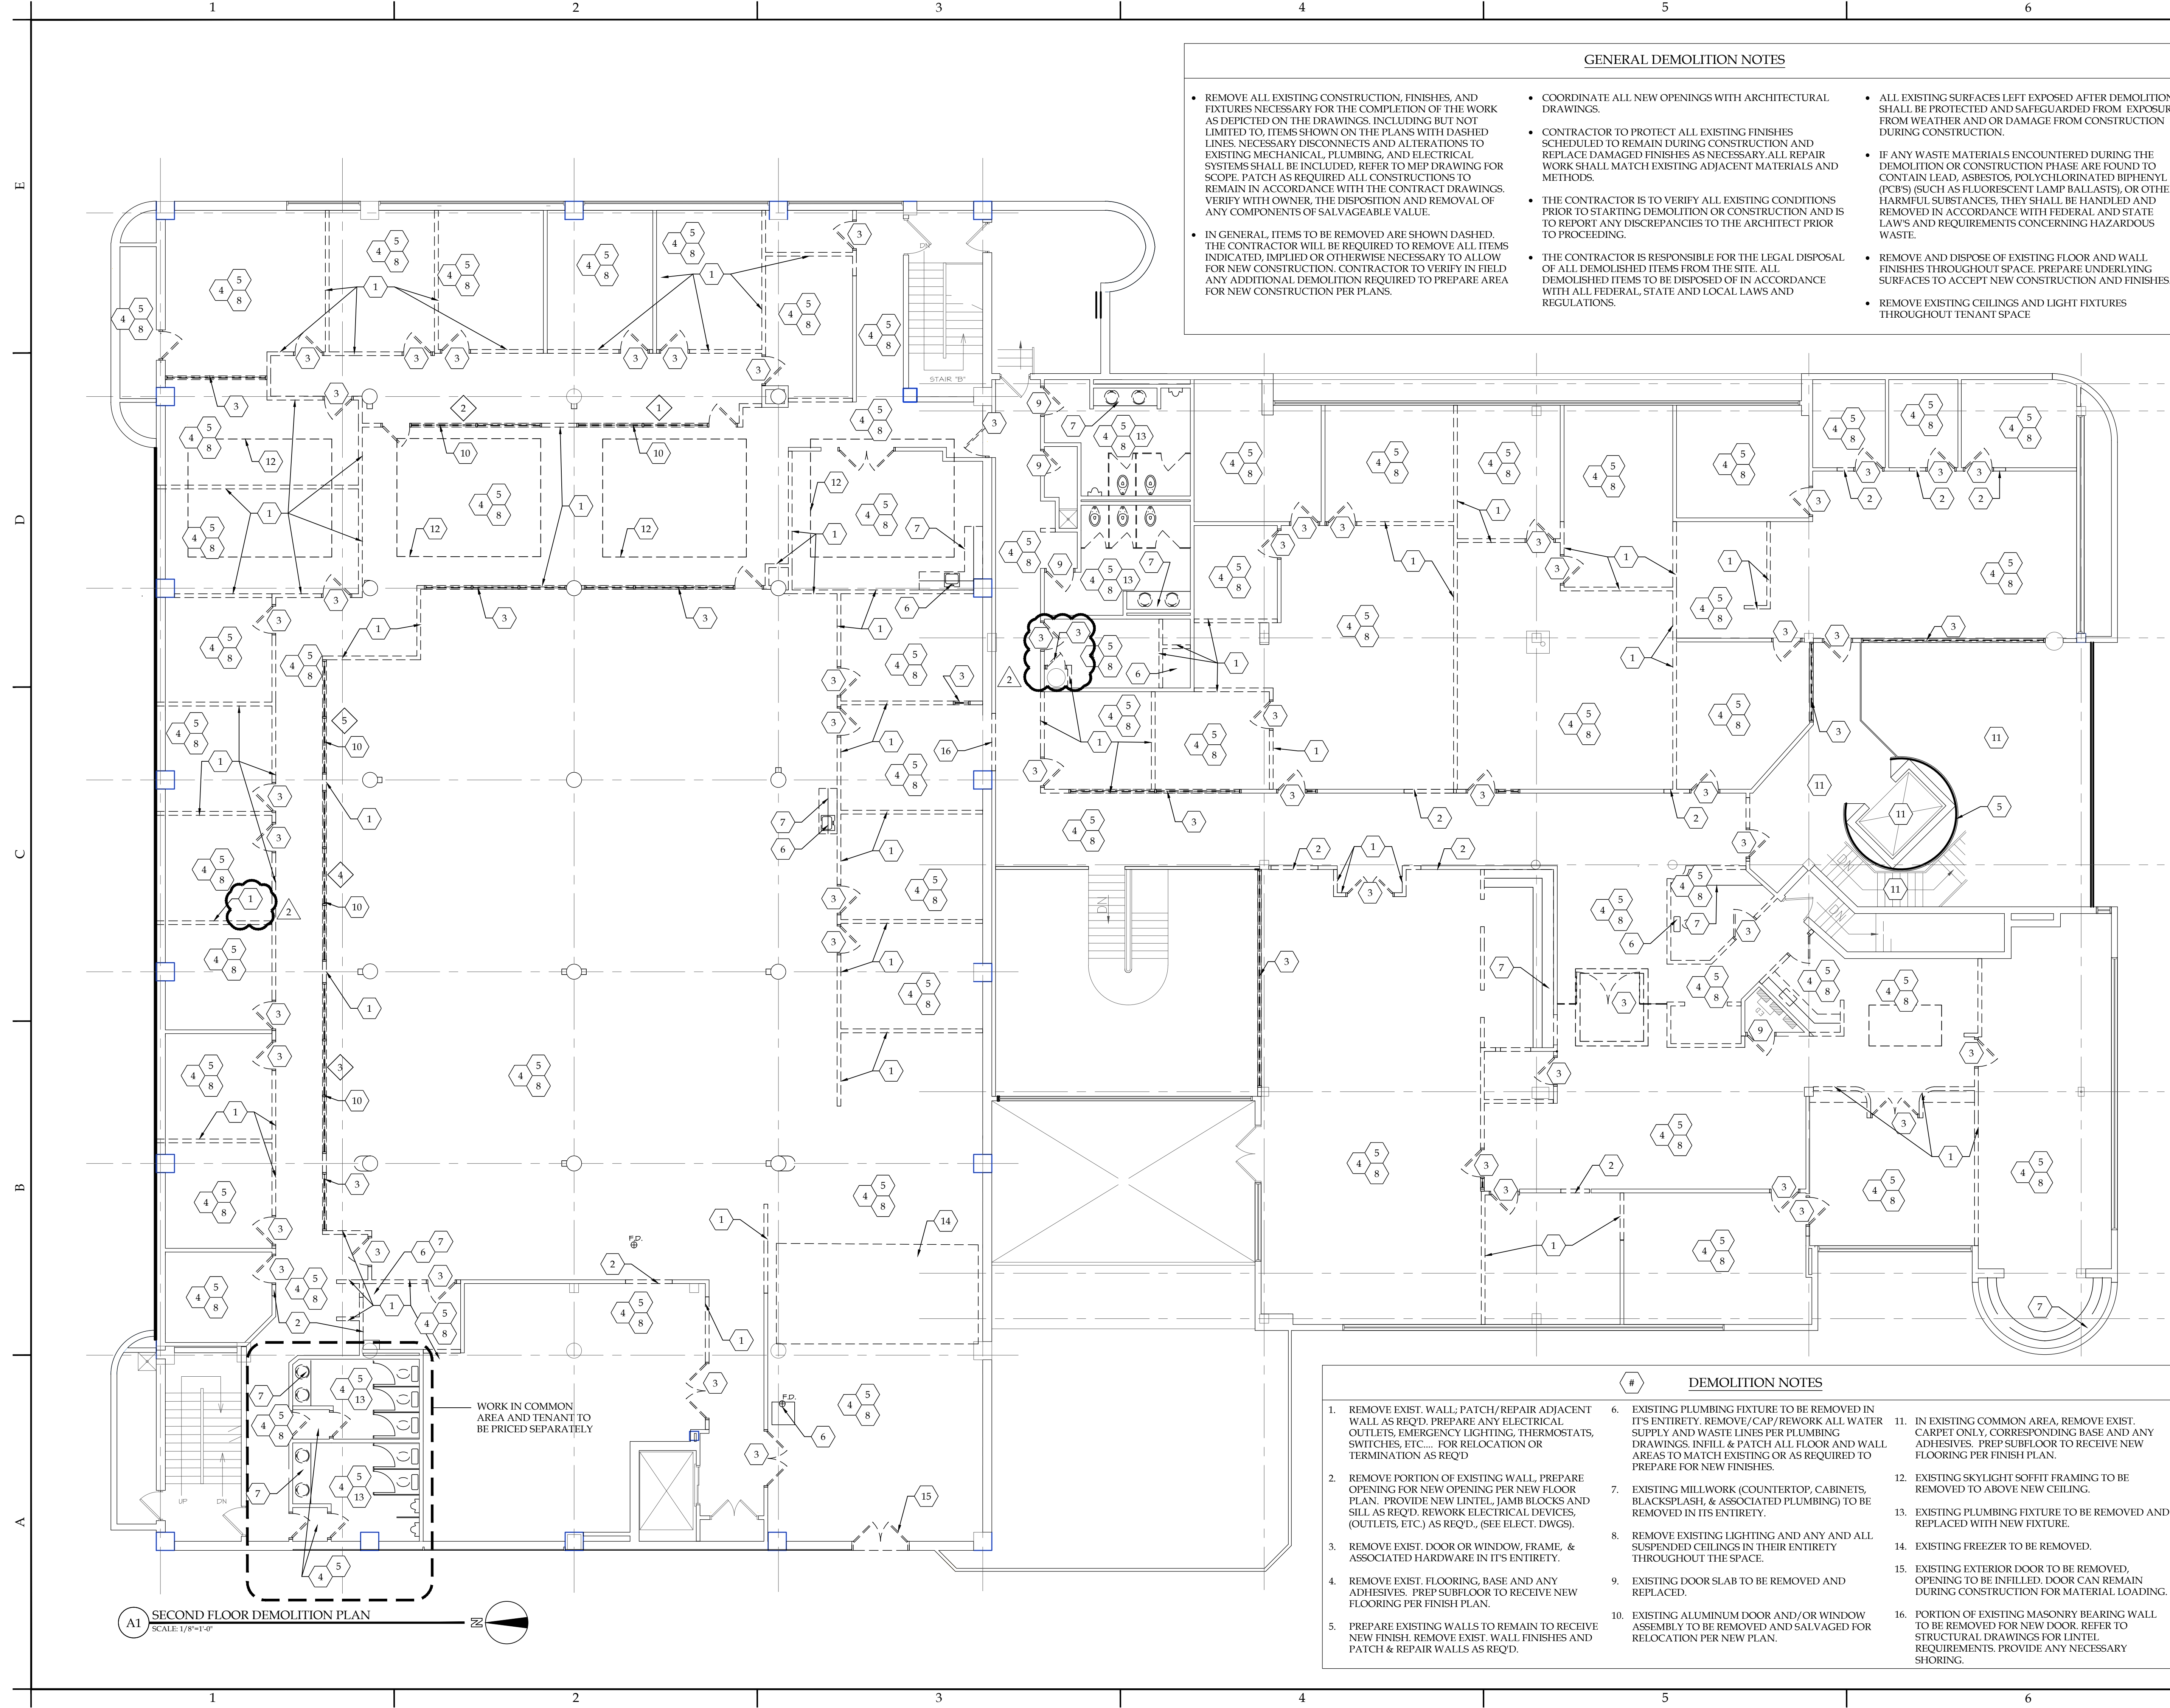 1 2 3 4 5 6
GENERAL DEMOLITION NOTES
• REMOVE ALL EXISTING CONSTRUCTION, FINISHES, AND
FIXTURES NECESSARY FOR THE COMPLETION OF THE WORK
AS DEPICTED ON THE DRAWINGS. INCLUDING BUT NOT
LIMITED TO, ITEMS SHOWN ON THE PLANS WITH DASHED
LINES. NECESSARY DISCONNECTS AND ALTERATIONS TO
EXISTING MECHANICAL, PLUMBING, AND ELECTRICAL
SYSTEMS SHALL BE INCLUDED, REFER TO MEP DRAWING FOR
SCOPE. PATCH AS REQUIRED ALL CONSTRUCTIONS TO
REMAIN IN ACCORDANCE WITH THE CONTRACT DRAWINGS.
VERIFY WITH OWNER, THE DISPOSITION AND REMOVAL OF
ANY COMPONENTS OF SALVAGEABLE VALUE.
• IN GENERAL, ITEMS TO BE REMOVED ARE SHOWN DASHED.
THE CONTRACTOR WILL BE REQUIRED TO REMOVE ALL ITEMS
INDICATED, IMPLIED OR OTHERWISE NECESSARY TO ALLOW
FOR NEW CONSTRUCTION. CONTRACTOR TO VERIFY IN FIELD
ANY ADDITIONAL DEMOLITION REQUIRED TO PREPARE AREA
FOR NEW CONSTRUCTION PER PLANS.
• COORDINATE ALL NEW OPENINGS WITH ARCHITECTURAL
DRAWINGS.
• CONTRACTOR TO PROTECT ALL EXISTING FINISHES
SCHEDULED TO REMAIN DURING CONSTRUCTION AND
REPLACE DAMAGED FINISHES AS NECESSARY.ALL REPAIR
WORK SHALL MATCH EXISTING ADJACENT MATERIALS AND
METHODS.
• THE CONTRACTOR IS TO VERIFY ALL EXISTING CONDITIONS
PRIOR TO STARTING DEMOLITION OR CONSTRUCTION AND IS
TO REPORT ANY DISCREPANCIES TO THE ARCHITECT PRIOR
TO PROCEEDING.
• THE CONTRACTOR IS RESPONSIBLE FOR THE LEGAL DISPOSAL
OF ALL DEMOLISHED ITEMS FROM THE SITE. ALL
DEMOLISHED ITEMS TO BE DISPOSED OF IN ACCORDANCE
WITH ALL FEDERAL, STATE AND LOCAL LAWS AND
REGULATIONS.
• ALL EXISTING SURFACES LEFT EXPOSED AFTER DEMOLITION
SHALL BE PROTECTED AND SAFEGUARDED FROM EXPOSUR
FROM WEATHER AND OR DAMAGE FROM CONSTRUCTION
DURING CONSTRUCTION.
• IF ANY WASTE MATERIALS ENCOUNTERED DURING THE
DEMOLITION OR CONSTRUCTION PHASE ARE FOUND TO
CONTAIN LEAD, ASBESTOS, POLYCHLORINATED BIPHENYL
(PCB'S) (SUCH AS FLUORESCENT LAMP BALLASTS), OR OTHE
HARMFUL SUBSTANCES, THEY SHALL BE HANDLED AND
REMOVED IN ACCORDANCE WITH FEDERAL AND STATE
LAW'S AND REQUIREMENTS CONCERNING HAZARDOUS
WASTE.
• REMOVE AND DISPOSE OF EXISTING FLOOR AND WALL
FINISHES THROUGHOUT SPACE. PREPARE UNDERLYING
SURFACES TO ACCEPT NEW CONSTRUCTION AND FINISHES
• REMOVE EXISTING CEILINGS AND LIGHT FIXTURES
THROUGHOUT TENANT SPACE
E
D
C
B
A
DN
STAIR "B"
DN
DN
DN
F.D.
F.D.
UP
DN
WORK IN COMMON
AREA AND TENANT TO
BE PRICED SEPARATELY
A1
SECOND FLOOR DEMOLITION PLAN
SCALE: 1/8"=1'-0"
N
# DEMOLITION NOTES
1. REMOVE EXIST. WALL; PATCH/REPAIR ADJACENT
WALL AS REQ'D. PREPARE ANY ELECTRICAL
OUTLETS, EMERGENCY LIGHTING, THERMOSTATS,
SWITCHES, ETC.... FOR RELOCATION OR
TERMINATION AS REQ'D
2. REMOVE PORTION OF EXISTING WALL, PREPARE
OPENING FOR NEW OPENING PER NEW FLOOR
PLAN. PROVIDE NEW LINTEL, JAMB BLOCKS AND
SILL AS REQ'D. REWORK ELECTRICAL DEVICES,
(OUTLETS, ETC.) AS REQ'D., (SEE ELECT. DWGS).
3. REMOVE EXIST. DOOR OR WINDOW, FRAME, &
ASSOCIATED HARDWARE IN IT'S ENTIRETY.
4. REMOVE EXIST. FLOORING, BASE AND ANY
ADHESIVES. PREP SUBFLOOR TO RECEIVE NEW
FLOORING PER FINISH PLAN.
5. PREPARE EXISTING WALLS TO REMAIN TO RECEIVE
NEW FINISH. REMOVE EXIST. WALL FINISHES AND
PATCH & REPAIR WALLS AS REQ'D.
6. EXISTING PLUMBING FIXTURE TO BE REMOVED IN
IT'S ENTIRETY. REMOVE/CAP/REWORK ALL WATER
SUPPLY AND WASTE LINES PER PLUMBING
DRAWINGS. INFILL & PATCH ALL FLOOR AND WALL
AREAS TO MATCH EXISTING OR AS REQUIRED TO
PREPARE FOR NEW FINISHES.
7. EXISTING MILLWORK (COUNTERTOP, CABINETS,
BLACKSPLASH, & ASSOCIATED PLUMBING) TO BE
REMOVED IN ITS ENTIRETY.
8. REMOVE EXISTING LIGHTING AND ANY AND ALL
SUSPENDED CEILINGS IN THEIR ENTIRETY
THROUGHOUT THE SPACE.
9. EXISTING DOOR SLAB TO BE REMOVED AND
REPLACED.
10. EXISTING ALUMINUM DOOR AND/OR WINDOW
ASSEMBLY TO BE REMOVED AND SALVAGED FOR
RELOCATION PER NEW PLAN.
11. IN EXISTING COMMON AREA, REMOVE EXIST.
CARPET ONLY, CORRESPONDING BASE AND ANY
ADHESIVES. PREP SUBFLOOR TO RECEIVE NEW
FLOORING PER FINISH PLAN.
12. EXISTING SKYLIGHT SOFFIT FRAMING TO BE
REMOVED TO ABOVE NEW CEILING.
13. EXISTING PLUMBING FIXTURE TO BE REMOVED AND
REPLACED WITH NEW FIXTURE.
14. EXISTING FREEZER TO BE REMOVED.
15. EXISTING EXTERIOR DOOR TO BE REMOVED,
OPENING TO BE INFILLED. DOOR CAN REMAIN
DURING CONSTRUCTION FOR MATERIAL LOADING.
16. PORTION OF EXISTING MASONRY BEARING WALL
TO BE REMOVED FOR NEW DOOR. REFER TO
STRUCTURAL DRAWINGS FOR LINTEL
REQUIREMENTS. PROVIDE ANY NECESSARY
SHORING.
1 2 3 4 5 6